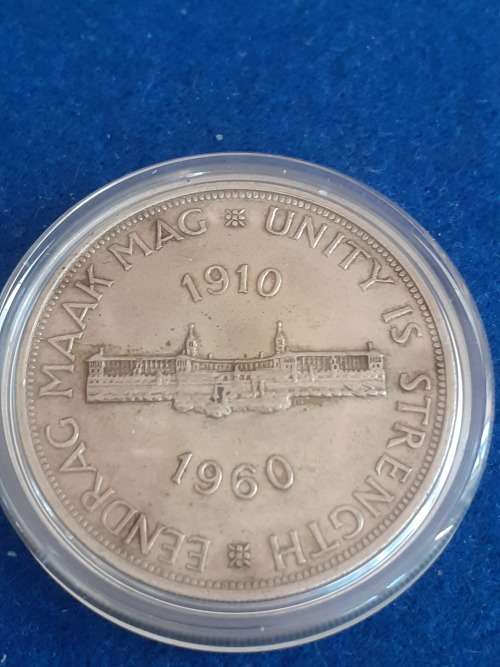 EENDRAG MAAK MAG
UNITY IS STRENGTH
1910
1960